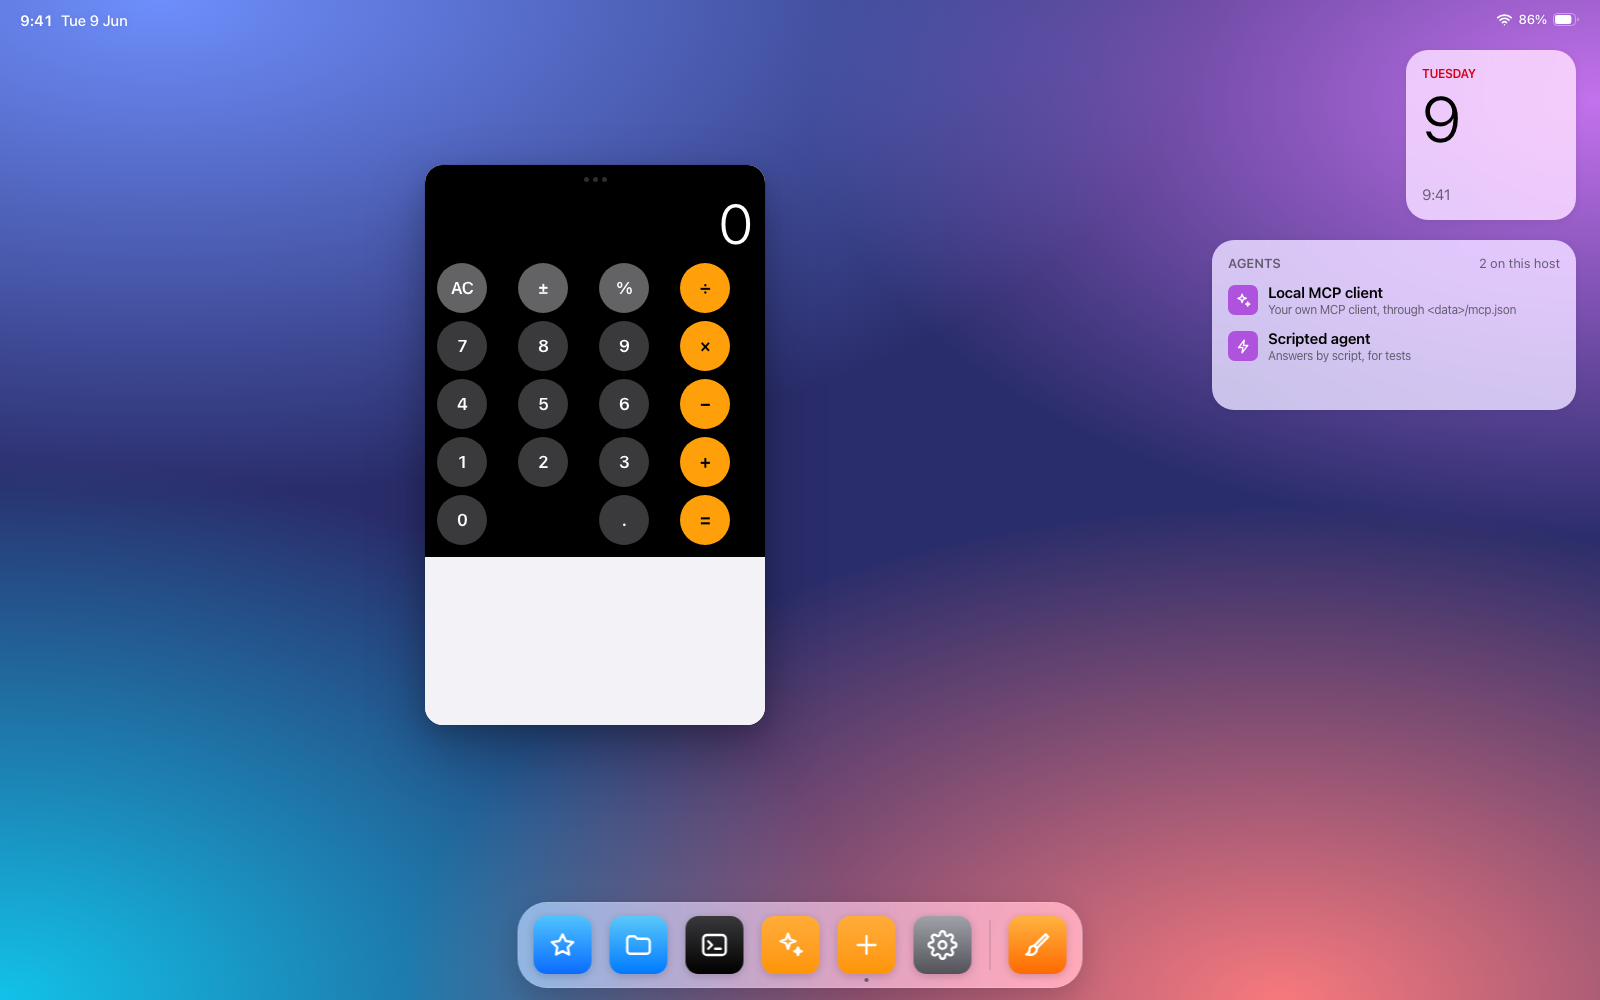 9:41 Tue 9 Jun
86%
TUESDAY
9
9:41
AGENTS 2 on this host
Local MCP client
Your own MCP client, through <data>/mcp.json
Scripted agent
Answers by script, for tests
0
AC ± % ÷
7 8 9 ×
4 5 6 −
1 2 3 +
0 . =